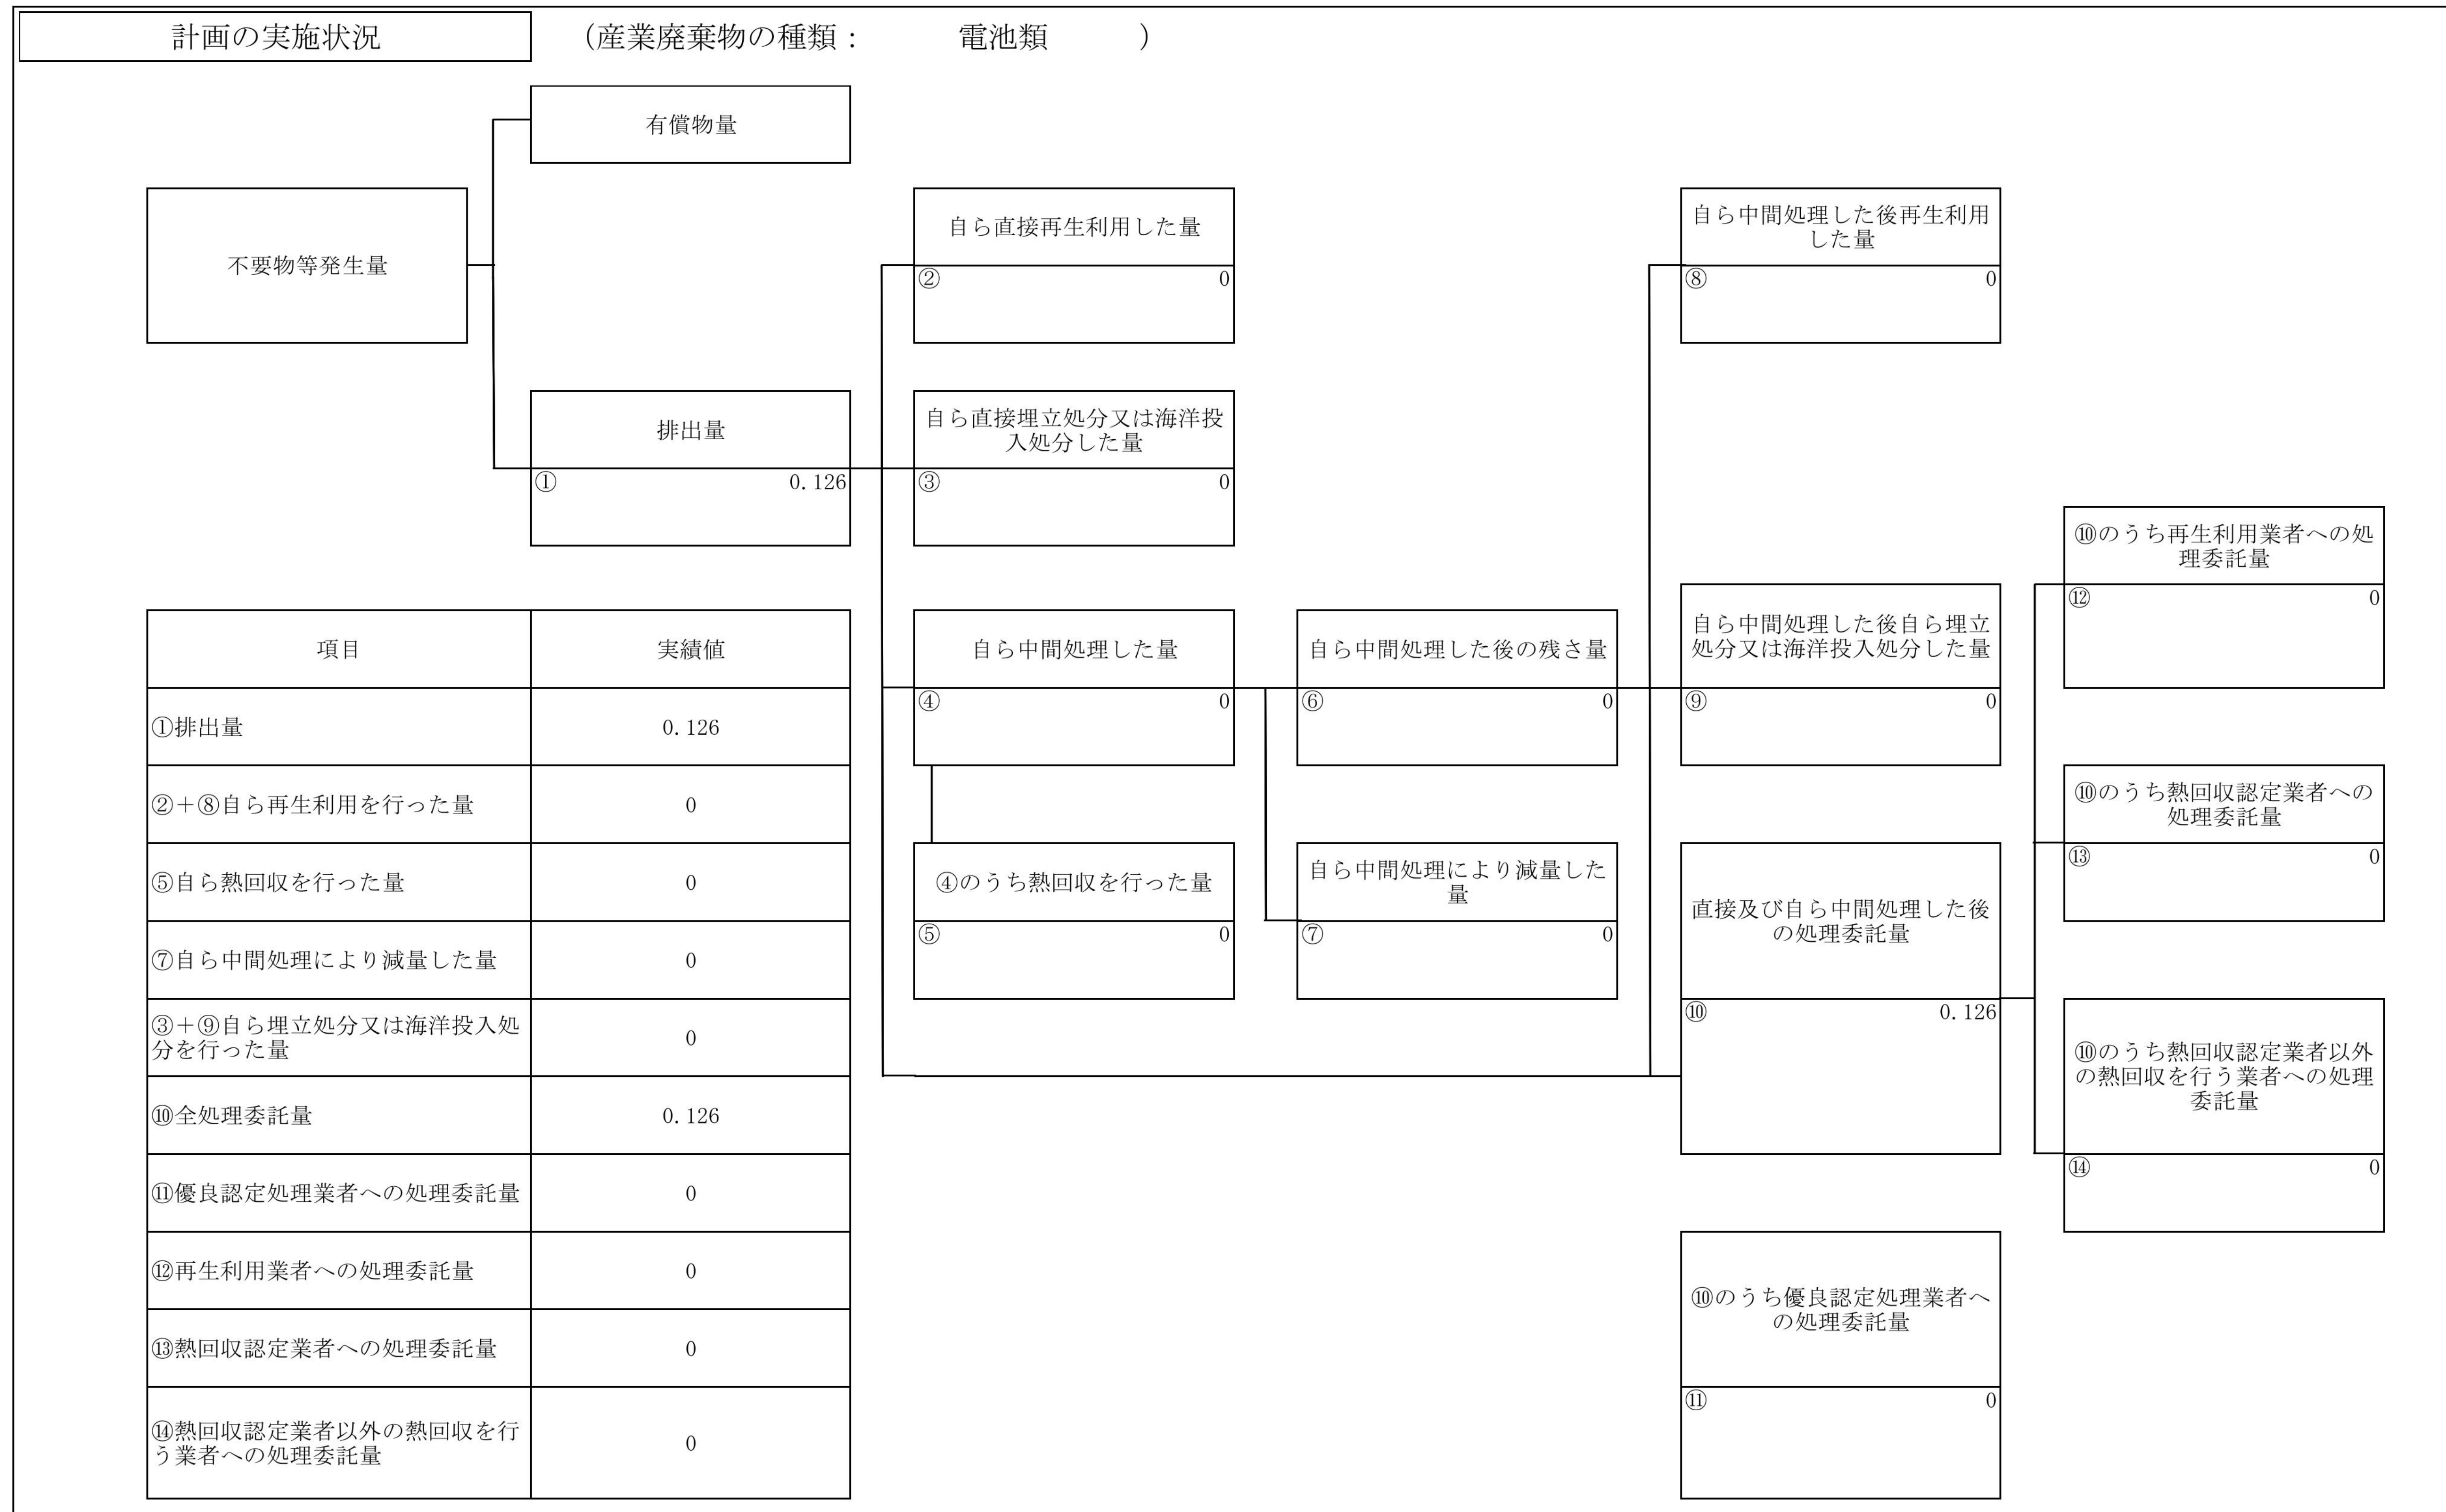 計画の実施状況 （産業廃棄物の種類： 電池類 ）
有償物量
不要物等発生量
排出量
① 0.126
自ら直接再生利用した量
② 0
自ら直接埋立処分又は海洋投
入処分した量
③ 0
自ら中間処理した量
④ 0
④のうち熱回収を行った量
⑤ 0
自ら中間処理した後の残さ量
⑥ 0
自ら中間処理により減量した
量
⑦ 0
自ら中間処理した後再生利用
した量
⑧ 0
自ら中間処理した後自ら埋立
処分又は海洋投入処分した量
⑨ 0
直接及び自ら中間処理した後
の処理委託量
⑩ 0.126
⑩のうち優良認定処理業者へ
の処理委託量
⑪ 0
⑩のうち再生利用業者への処
理委託量
⑫ 0
⑩のうち熱回収認定業者への
処理委託量
⑬ 0
⑩のうち熱回収認定業者以外
の熱回収を行う業者への処理
委託量
⑭ 0
項目 実績値
①排出量 0.126
②＋⑧自ら再生利用を行った量 0
⑤自ら熱回収を行った量 0
⑦自ら中間処理により減量した量 0
③＋⑨自ら埋立処分又は海洋投入処
分を行った量 0
⑩全処理委託量 0.126
⑪優良認定処理業者への処理委託量 0
⑫再生利用業者への処理委託量 0
⑬熱回収認定業者への処理委託量 0
⑭熱回収認定業者以外の熱回収を行
う業者への処理委託量 0